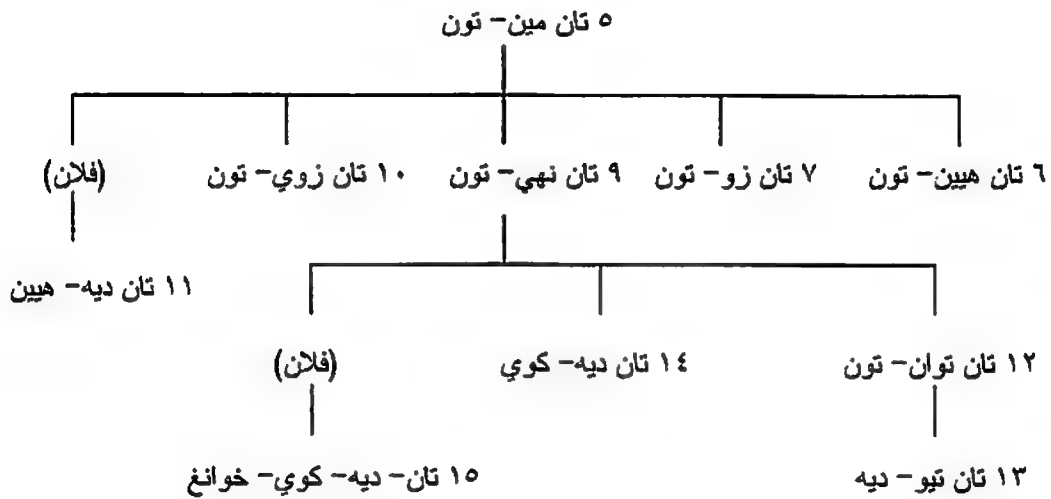 ٥ تان مين- تون
٦ تان هيين- تون ٧ تان زو- تون ٩ تان نهي- تون ١٠ تان زوي- تون (فلان)
١١ تان ديه- هيين
١٢ تان توان- تون ١٤ تان ديه- كوي (فلان)
١٣ تان تيو- ديه ١٥ تان- ديه- كوي- خوانغ